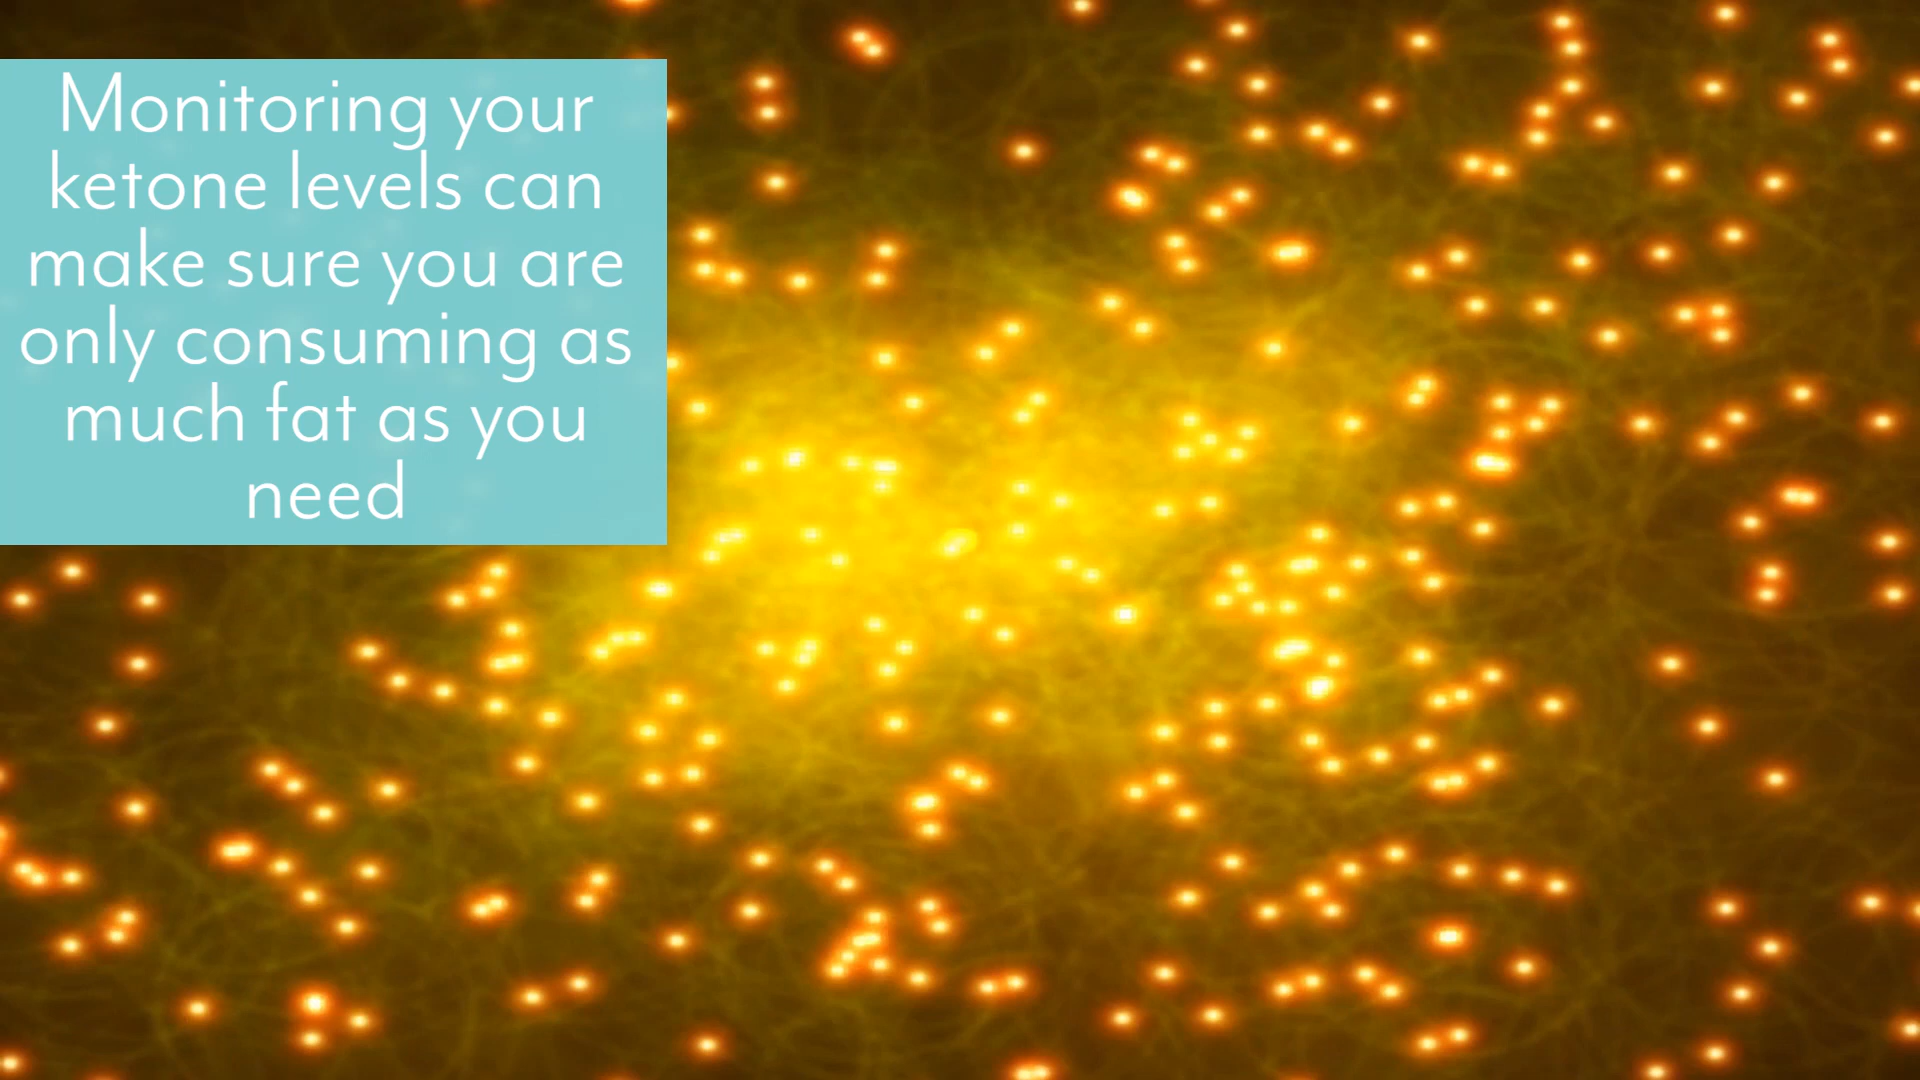 Monitoring your
ketone levels can
make sure you are
only consuming as
much fat as you
need